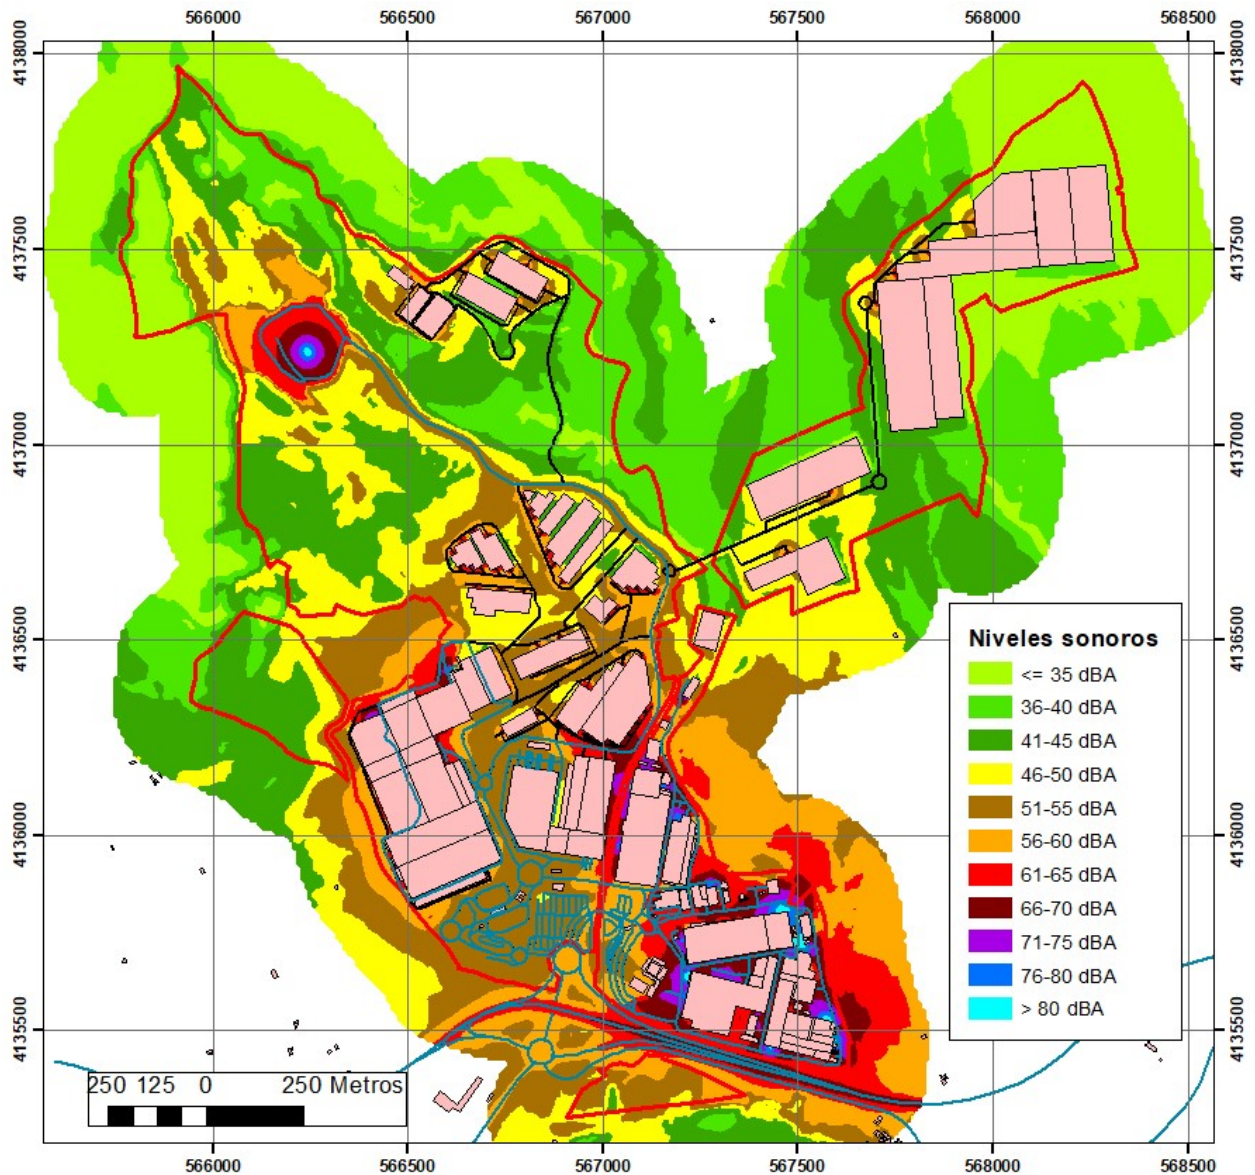 566000 566500 567000 567500 568000 568500
4138000 4138000
4137500 4137500
4137000 4137000
4136500 4136500
4136000 4136000
4135500 4135500
Niveles sonoros
<= 35 dBA
36-40 dBA
41-45 dBA
46-50 dBA
51-55 dBA
56-60 dBA
61-65 dBA
66-70 dBA
71-75 dBA
76-80 dBA
> 80 dBA
250 125 0 250 Metros
566000 566500 567000 567500 568000 568500